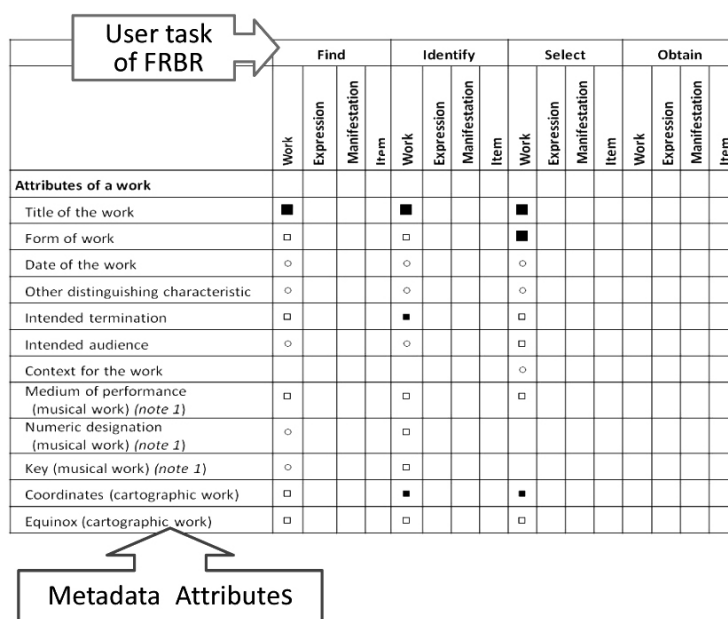 User task
of FRBR
Find Identify Select Obtain
Work Expression Manifestation Item Work Expression Manifestation Item Work Expression Manifestation Item Work Expression Manifestation Item
Attributes of a work
Title of the work ■ ■ ■
Form of work □ □ ■
Date of the work ○ ○ ○
Other distinguishing characteristic ○ ○ ○
Intended termination □ ■ □
Intended audience ○ ○ □
Context for the work ○
Medium of performance
(musical work) (note 1) □ □ □
Numeric designation
(musical work) (note 1) ○ □
Key (musical work) (note 1) ○ □
Coordinates (cartographic work) □ ■ ■
Equinox (cartographic work) □ □ □
Metadada Attributes